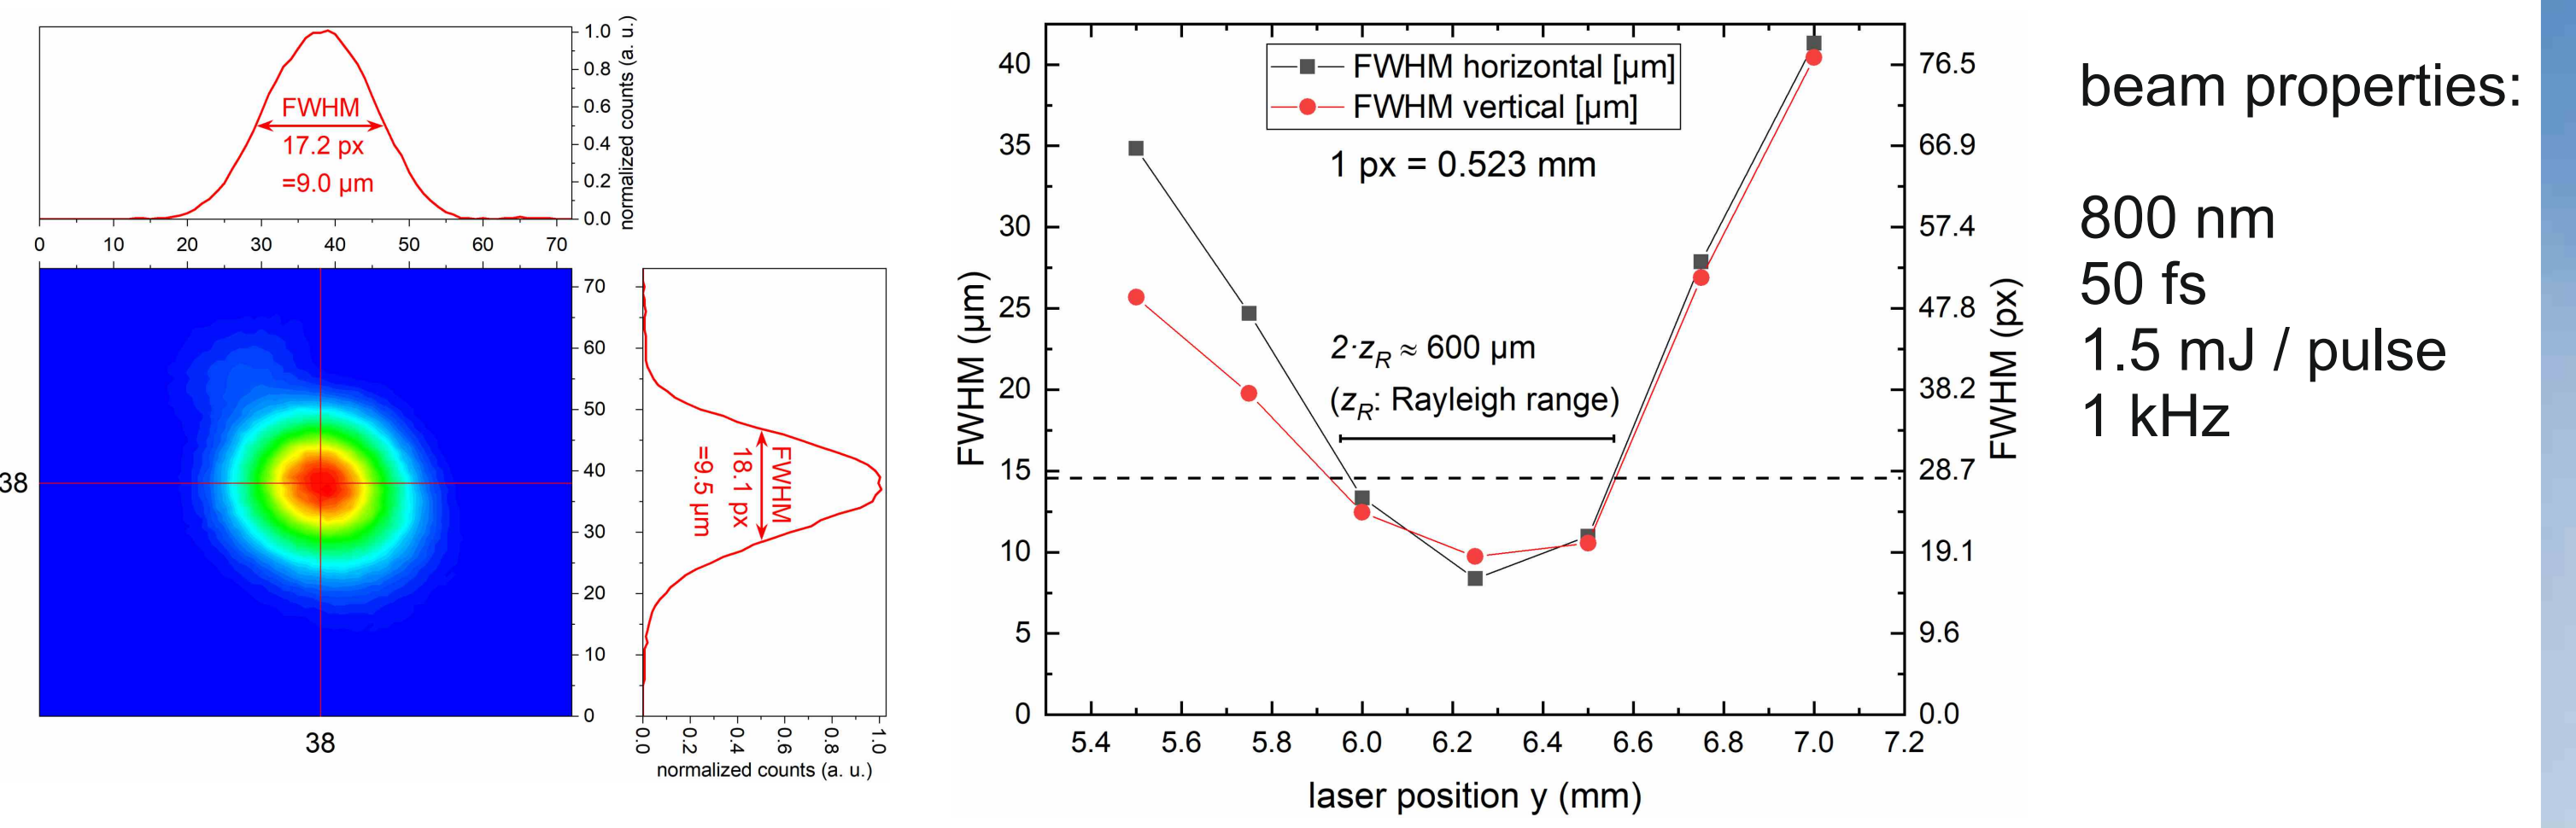 1.0
0.8
0.6
0.4
0.2
0.0
normalized counts (a. u.)
FWHM
17.2 px
=9.0 µm
0 10 20 30 40 50 60 70
70
60
50
40
30
20
10
0
38
38
FWHM
18.1 px
=9.5 µm
0.0 0.2 0.4 0.6 0.8 1.0
normalized counts (a. u.)
FWHM (µm)
40
35
30
25
20
15
10
5
0
FWHM horizontal [µm]
FWHM vertical [µm]
1 px = 0.523 mm
2·zR ≈ 600 µm
(zR: Rayleigh range)
76.5
66.9
57.4
47.8
38.2
28.7
19.1
9.6
0.0
FWHM (px)
5.4 5.6 5.8 6.0 6.2 6.4 6.6 6.8 7.0 7.2
laser position y (mm)
beam properties:
800 nm
50 fs
1.5 mJ / pulse
1 kHz